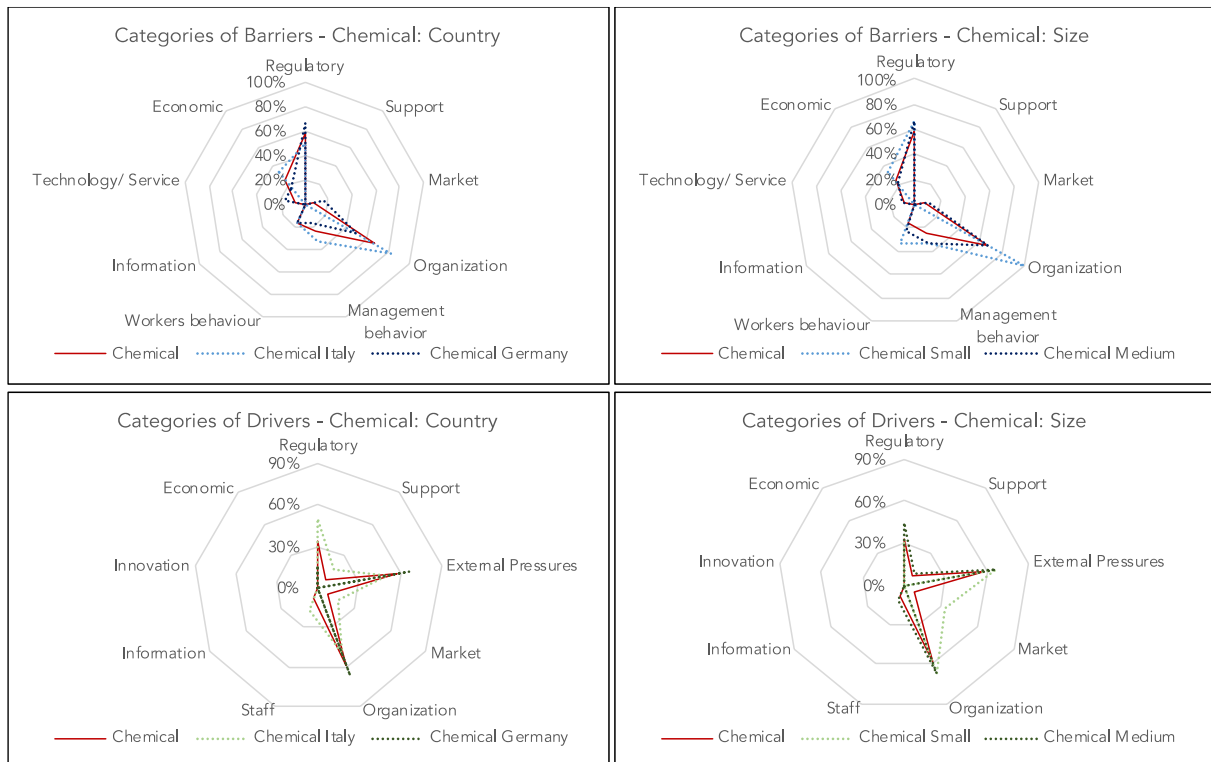 Categories of Barriers - Chemical: Country
Regulatory
100%
80%
60%
40%
20%
0%
Support
Market
Organization
Management
behavior
Workers behaviour
Information
Technology/ Service
Economic
Chemical
Chemical Italy
Chemical Germany
Categories of Barriers - Chemical: Size
Regulatory
100%
80%
60%
40%
20%
0%
Support
Market
Organization
Management
behavior
Workers behaviour
Information
Technology/ Service
Economic
Chemical
Chemical Small
Chemical Medium
Categories of Drivers - Chemical: Country
Regulatory
90%
60%
30%
0%
Support
External Pressures
Market
Organization
Staff
Information
Innovation
Economic
Chemical
Chemical Italy
Chemical Germany
Categories of Drivers - Chemical: Size
Regulatory
90%
60%
30%
0%
Support
External Pressures
Market
Organization
Staff
Information
Innovation
Economic
Chemical
Chemical Small
Chemical Medium